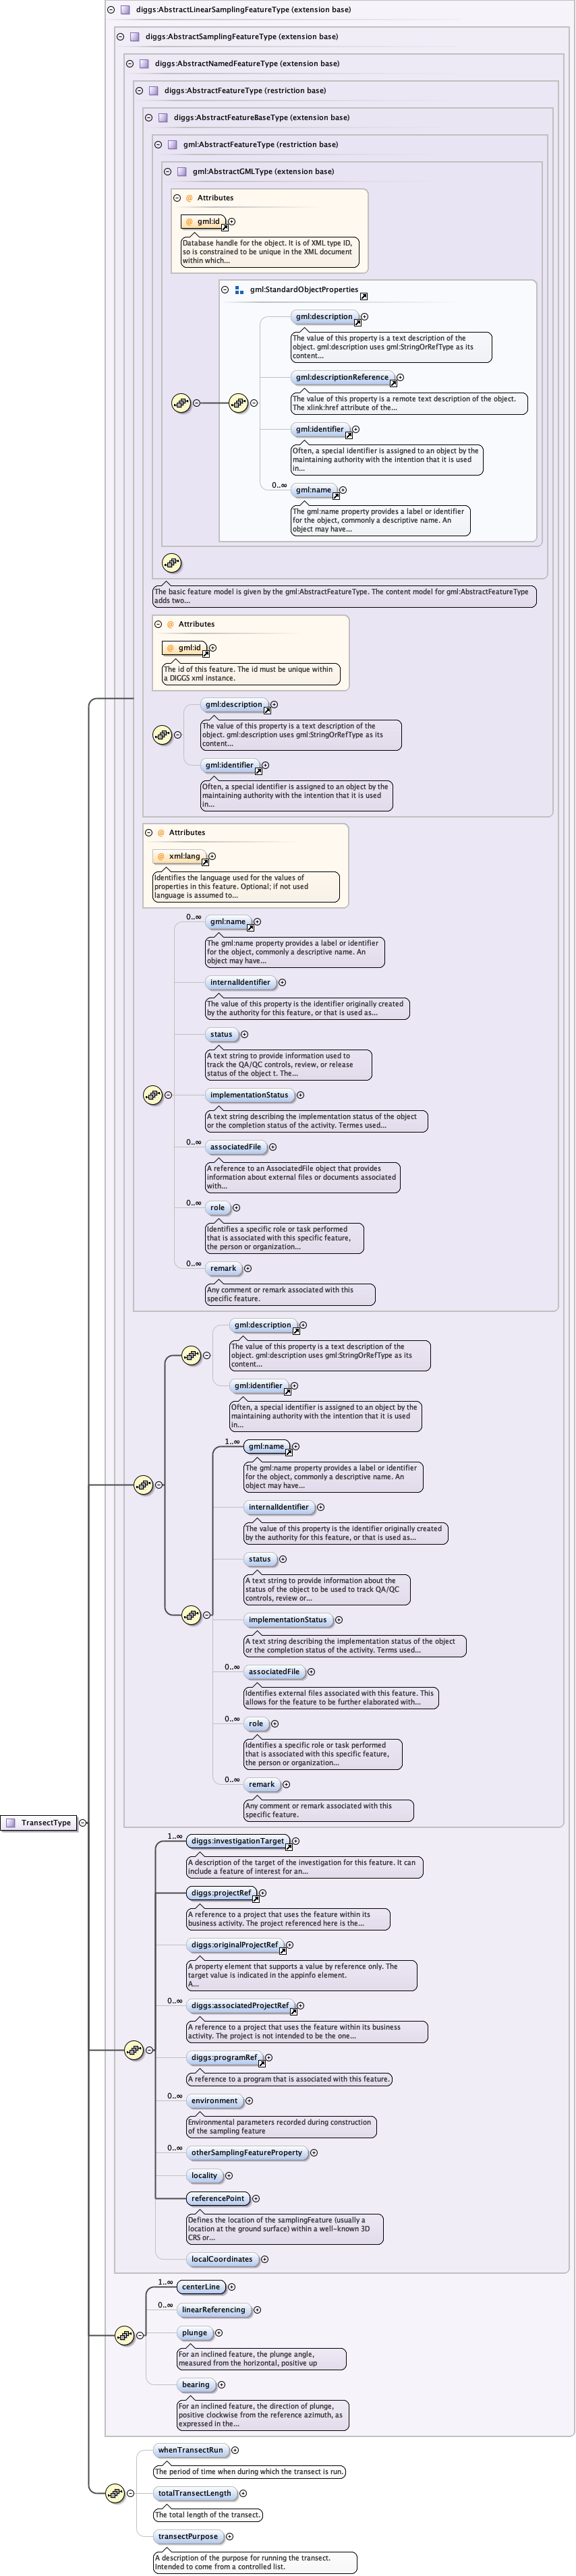 diggs:AbstractLinearSamplingFeatureType (extension base)
diggs:AbstractSamplingFeatureType (extension base)
diggs:AbstractNamedFeatureType (extension base)
diggs:AbstractFeatureType (restriction base)
diggs:AbstractFeatureBaseType (extension base)
gml:AbstractFeatureType (restriction base)
gml:AbstractGMLType (extension base)
@ Attributes
@ gml:id
Database handle for the object. It is of XML type ID,
so is constrained to be unique in the XML document
within which...
gml:StandardObjectProperties
gml:description
The value of this property is a text description of the
object. gml:description uses gml:StringOrRefType as its
content...
gml:descriptionReference
The value of this property is a remote text description of the object.
The xlink:href attribute of the...
gml:identifier
Often, a special identifier is assigned to an object by the
maintaining authority with the intention that it is used
in...
0..∞
gml:name
The gml:name property provides a label or identifier
for the object, commonly a descriptive name. An
object may have...
The basic feature model is given by the gml:AbstractFeatureType. The content model for gml:AbstractFeatureType
adds two...
@ Attributes
@ gml:id
The id of this feature. The id must be unique within
a DIGGS xml instance.
gml:description
The value of this property is a text description of the
object. gml:description uses gml:StringOrRefType as its
content...
gml:identifier
Often, a special identifier is assigned to an object by the
maintaining authority with the intention that it is used
in...
@ Attributes
@ xml:lang
Identifies the language used for the values of
properties in this feature. Optional; if not used
language is assumed to...
0..∞
gml:name
The gml:name property provides a label or identifier
for the object, commonly a descriptive name. An
object may have...
internalIdentifier
The value of this property is the identifier originally created
by the authority for this feature, or that is used as...
status
A text string to provide information used to
track the QA/QC controls, review, or release
status of the object t. The...
implementationStatus
A text string describing the implementation status of the object
or the completion status of the activity. Termes used...
0..∞
associatedFile
A reference to an AssociatedFile object that provides
information about external files or documents associated
with...
0..∞
role
Identifies a specific role or task performed
that is associated with this specific feature,
the person or organization...
0..∞
remark
Any comment or remark associated with this
specific feature.
gml:description
The value of this property is a text description of the
object. gml:description uses gml:StringOrRefType as its
content...
gml:identifier
Often, a special identifier is assigned to an object by the
maintaining authority with the intention that it is used
in...
1..∞
gml:name
The gml:name property provides a label or identifier
for the object, commonly a descriptive name. An
object may have...
internalIdentifier
The value of this property is the identifier originally created
by the authority for this feature, or that is used as...
status
A text string to provide information about the
status of the object to be used to track QA/QC
controls, review or...
implementationStatus
A text string describing the implementation status of the object
or the completion status of the activity. Terms used...
0..∞
associatedFile
Identifies external files associated with this feature. This
allows for the feature to be further elaborated with...
0..∞
role
Identifies a specific role or task performed
that is associated with this specific feature,
the person or organization...
0..∞
remark
Any comment or remark associated with this
specific feature.
TransectType
1..∞
diggs:investigationTarget
A description of the target of the investigation for this feature. It can
include a feature of interest for an...
diggs:projectRef
A reference to a project that uses the feature within its
business activity. The project referenced here is the...
diggs:originalProjectRef
A property element that supports a value by reference only. The
target value is indicated in the appinfo element.
A...
0..∞
diggs:associatedProjectRef
A reference to a project that uses the feature within its business
activity. The project is not intended to be the one...
diggs:programRef
A reference to a program that is associated with this feature.
0..∞
environment
Environmental parameters recorded during construction
of the sampling feature
0..∞
otherSamplingFeatureProperty
locality
referencePoint
Defines the location of the samplingFeature (usually a
location at the ground surface) within a well-known 3D
CRS or...
localCoordinates
1..∞
centerLine
0..∞
linearReferencing
plunge
For an inclined feature, the plunge angle,
measured from the horizontal, positive up
bearing
For an inclined feature, the direction of plunge,
positive clockwise from the reference azimuth, as
expressed in the...
whenTransectRun
The period of time when during which the transect is run.
totalTransectLength
The total length of the transect.
transectPurpose
A description of the purpose for running the transect.
Intended to come from a controlled list.